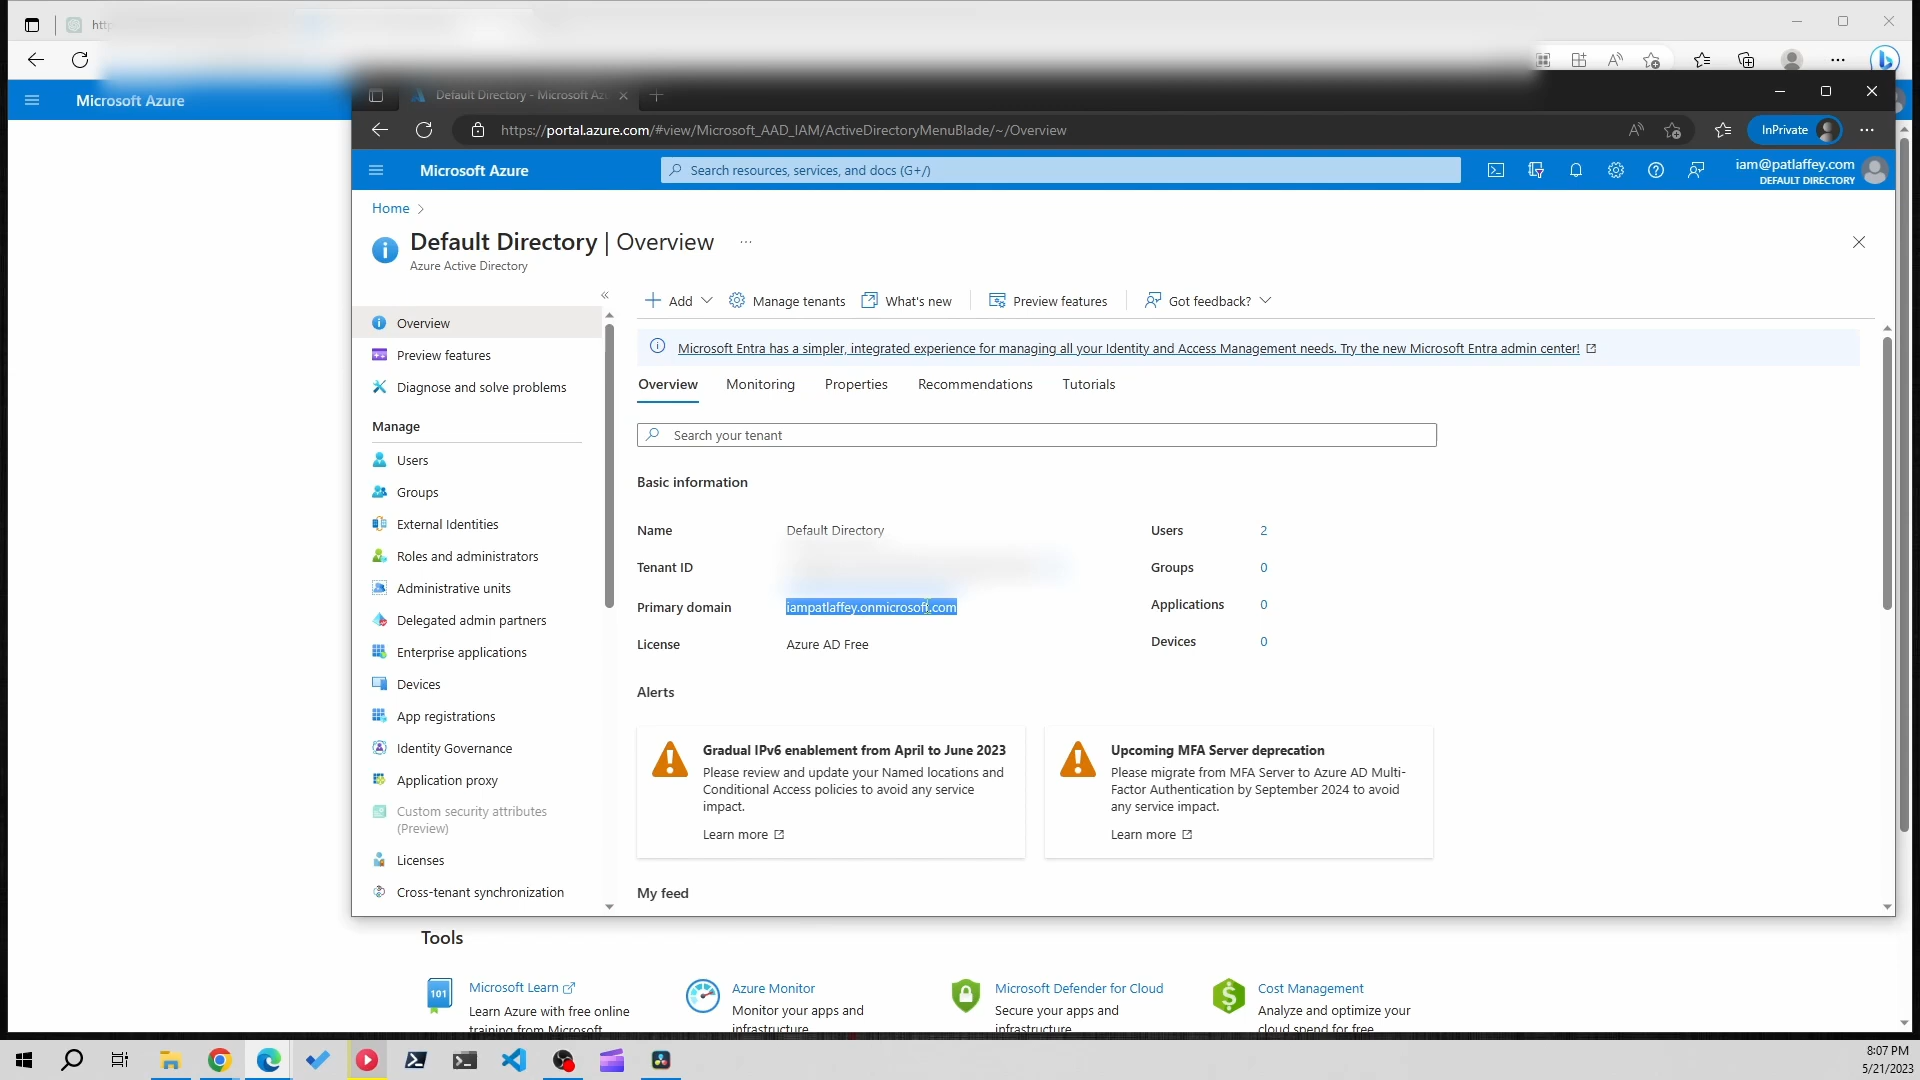 Microsoft Azure
Default Directory - Microsoft Az
https://portal.azure.com/#view/Microsoft_AAD_IAM/ActiveDirectoryMenuBlade/~/Overview
InPrivate
Microsoft Azure
Search resources, services, and docs (G+/)
iam@patlaffey.com
DEFAULT DIRECTORY
Home
Default Directory | Overview
Azure Active Directory
Add
Manage tenants
What's new
Preview features
Got feedback?
Overview
Preview features
Diagnose and solve problems
Manage
Users
Groups
External Identities
Roles and administrators
Administrative units
Delegated admin partners
Enterprise applications
Devices
App registrations
Identity Governance
Application proxy
Custom security attributes
(Preview)
Licenses
Cross-tenant synchronization
Microsoft Entra has a simpler, integrated experience for managing all your Identity and Access Management needs. Try the new Microsoft Entra admin center!
Overview
Monitoring
Properties
Recommendations
Tutorials
Search your tenant
Basic information
Name Default Directory
Tenant ID
Primary domain iampatlaffey.onmicrosoft.com
License Azure AD Free
Users 2
Groups 0
Applications 0
Devices 0
Alerts
Gradual IPv6 enablement from April to June 2023
Please review and update your Named locations and
Conditional Access policies to avoid any service
impact.
Learn more
Upcoming MFA Server deprecation
Please migrate from MFA Server to Azure AD Multi-
Factor Authentication by September 2024 to avoid
any service impact.
Learn more
My feed
Tools
101
Microsoft Learn
Learn Azure with free online
training from Microsoft
Azure Monitor
Monitor your apps and
infrastructure
Microsoft Defender for Cloud
Secure your apps and
infrastructure
Cost Management
Analyze and optimize your
cloud spend for free
8:07 PM
5/21/2023